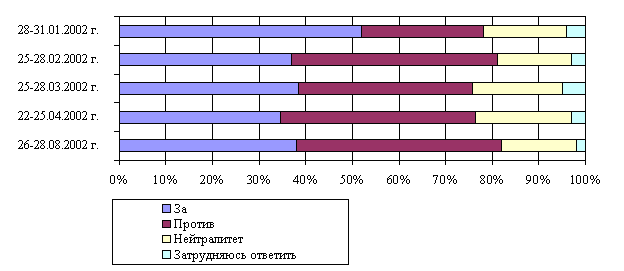 28-31.01.2002 г.
25-28.02.2002 г.
25-28.03.2002 г.
22-25.04.2002 г.
26-28.08.2002 г.
0% 10% 20% 30% 40% 50% 60% 70% 80% 90% 100%
За
Против
Нейтралитет
Затрудняюсь ответить